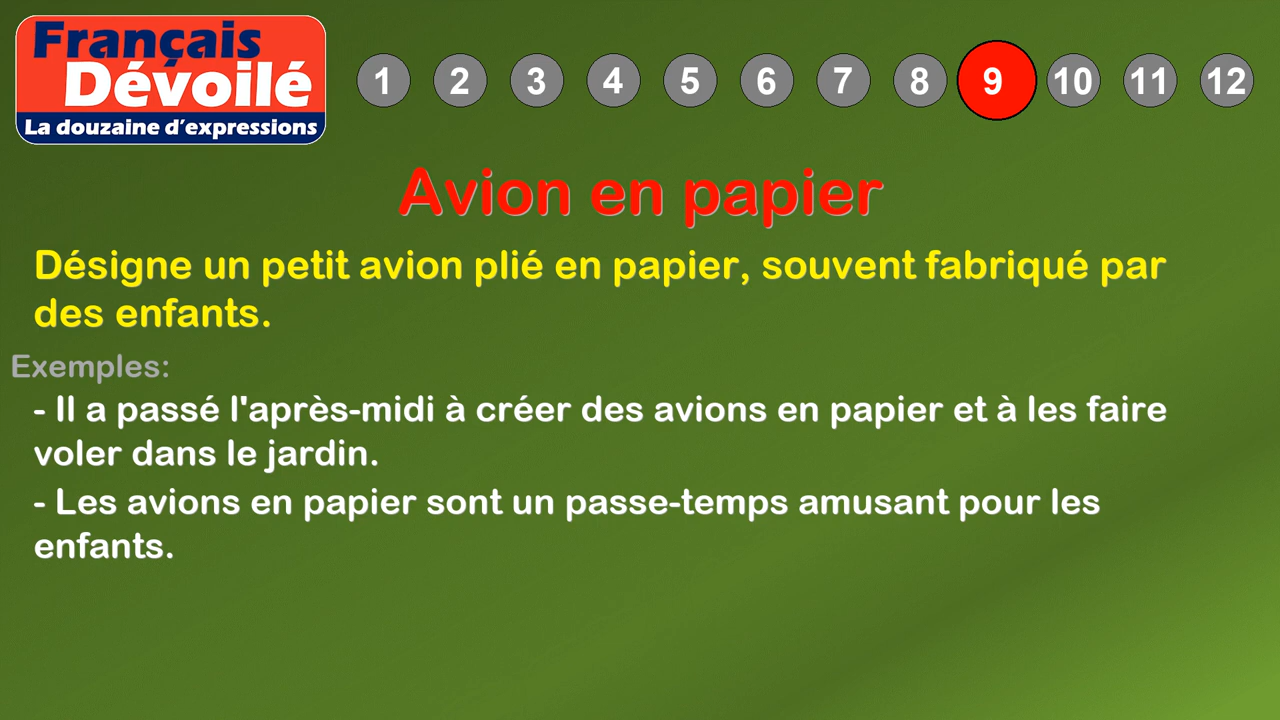 Français
Dévoilé
La douzaine d'expressions
1 2 3 4 5 6 7 8 9 10 11 12
Avion en papier
Désigne un petit avion plié en papier, souvent fabriqué par
des enfants.
Exemples:
- Il a passé l'après-midi à créer des avions en papier et à les faire
voler dans le jardin.
- Les avions en papier sont un passe-temps amusant pour les
enfants.